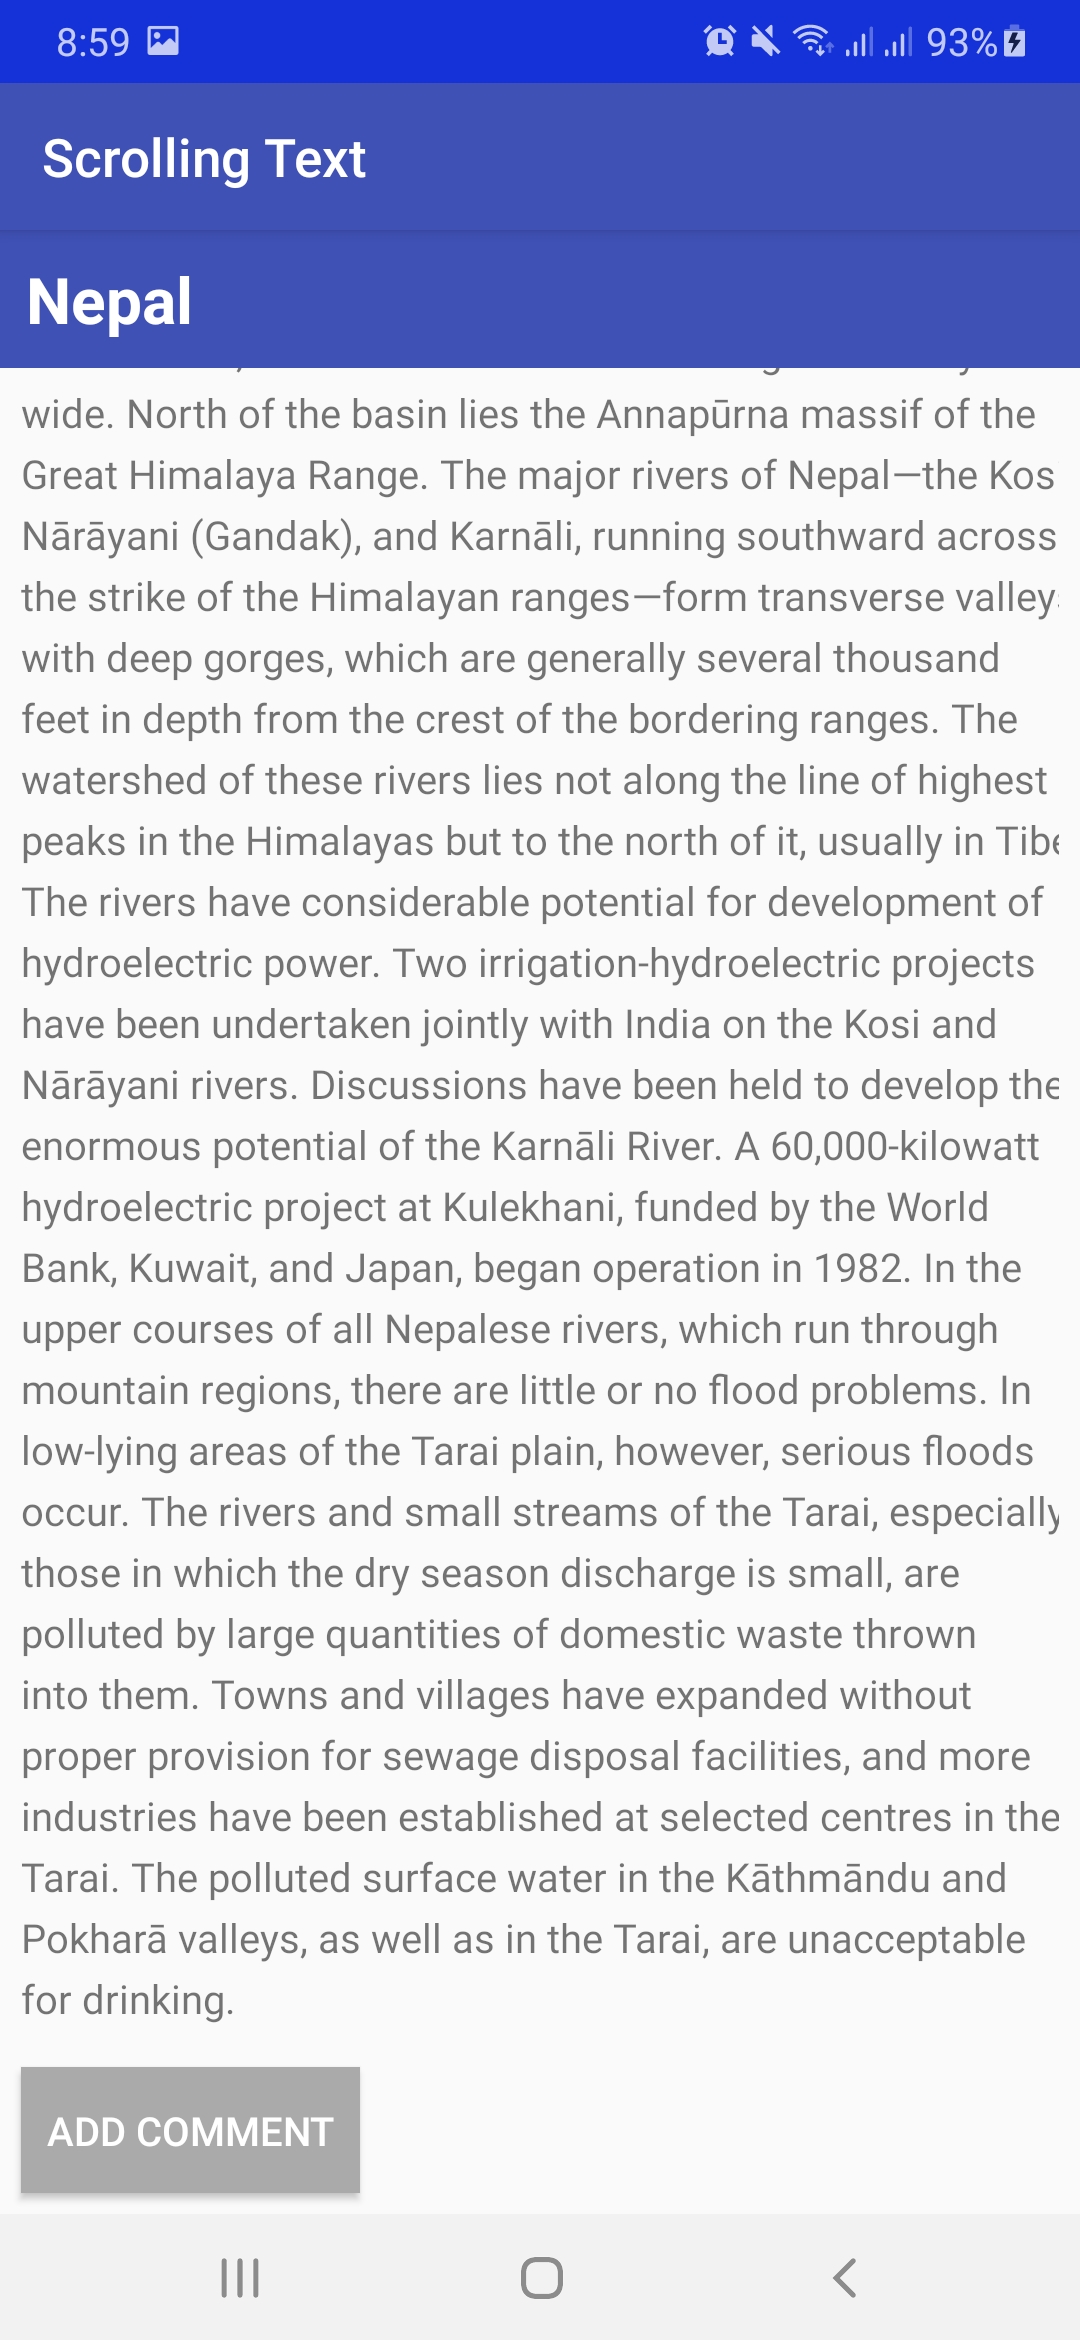 8:59
93%
Scrolling Text
Nepal
wide. North of the basin lies the Annapūrna massif of the
Great Himalaya Range. The major rivers of Nepal—the Kos
Nārāyani (Gandak), and Karnāli, running southward across
the strike of the Himalayan ranges—form transverse valleys
with deep gorges, which are generally several thousand
feet in depth from the crest of the bordering ranges. The
watershed of these rivers lies not along the line of highest
peaks in the Himalayas but to the north of it, usually in Tibe
The rivers have considerable potential for development of
hydroelectric power. Two irrigation-hydroelectric projects
have been undertaken jointly with India on the Kosi and
Nārāyani rivers. Discussions have been held to develop the
enormous potential of the Karnāli River. A 60,000-kilowatt
hydroelectric project at Kulekhani, funded by the World
Bank, Kuwait, and Japan, began operation in 1982. In the
upper courses of all Nepalese rivers, which run through
mountain regions, there are little or no flood problems. In
low-lying areas of the Tarai plain, however, serious floods
occur. The rivers and small streams of the Tarai, especially
those in which the dry season discharge is small, are
polluted by large quantities of domestic waste thrown
into them. Towns and villages have expanded without
proper provision for sewage disposal facilities, and more
industries have been established at selected centres in the
Tarai. The polluted surface water in the Kāthmāndu and
Pokharā valleys, as well as in the Tarai, are unacceptable
for drinking.
ADD COMMENT